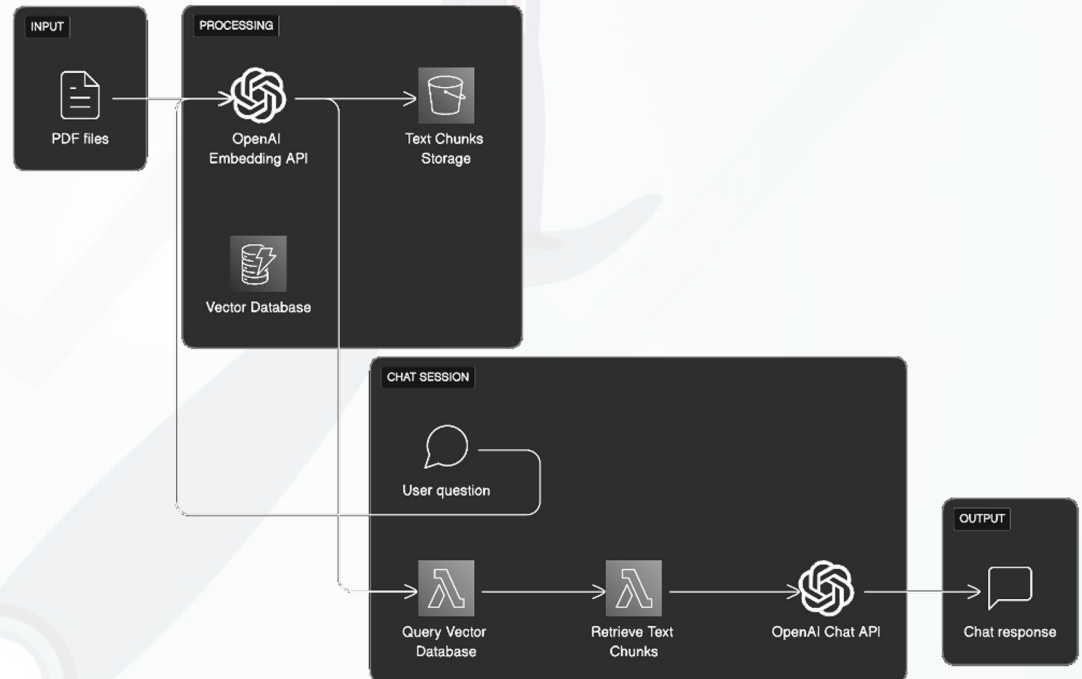 INPUT
PDF files
PROCESSING
OpenAI
Embedding API
Text Chunks
Storage
Vector Database
CHAT SESSION
User question
Query Vector
Database
Retrieve Text
Chunks
OpenAI Chat API
OUTPUT
Chat response